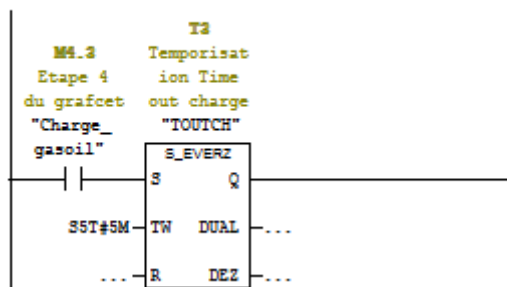 T3
M4.3 Temporisat
Etape 4 ion Time
du grafcet out charge
"Charge_ "TOUTCH"
gasoil" S_EVERZ
S Q
S5T#5M TW DUAL ...
... R DEZ ...